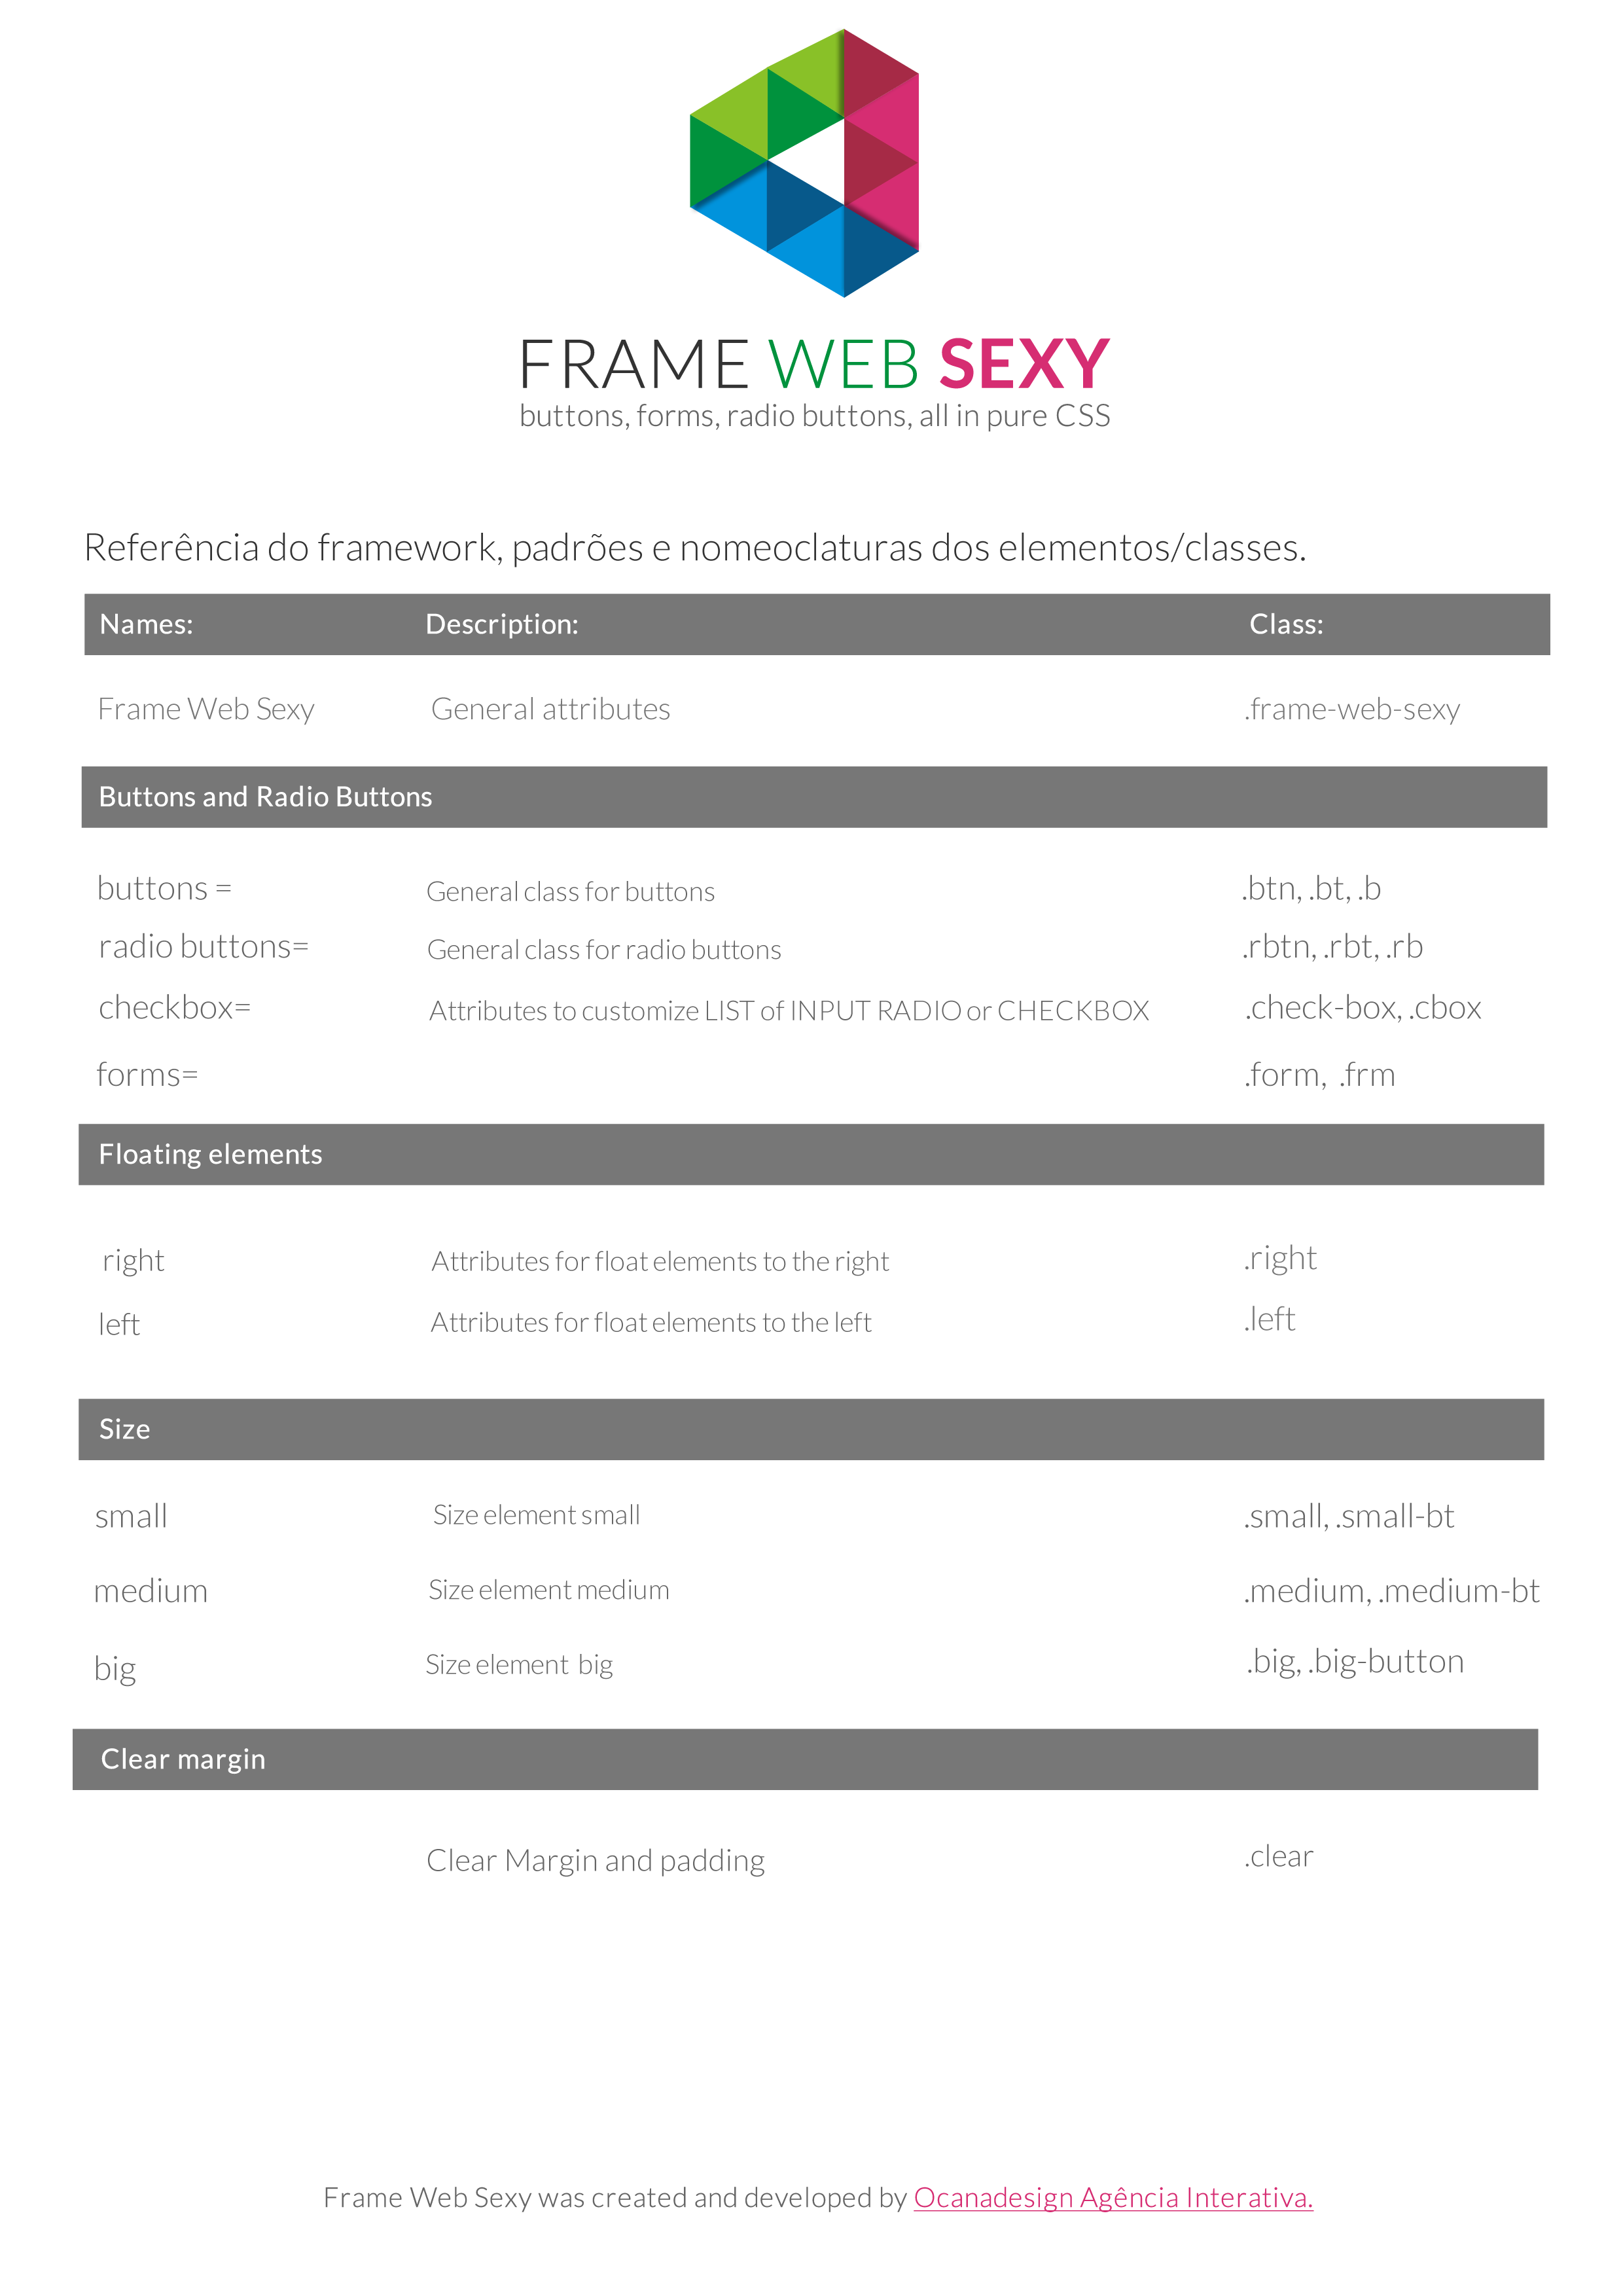 FRAME WEB SEXY
buttons, forms, radio buttons, all in pure CSS
Referência do framework, padrões e nomeoclaturas dos elementos/classes.
Names: Description: Class:
Frame Web Sexy General attributes .frame-web-sexy
Buttons and Radio Buttons
buttons = General class for buttons .btn, .bt, .b
radio buttons= General class for radio buttons .rbtn, .rbt, .rb
checkbox= Attributes to customize LIST of INPUT RADIO or CHECKBOX .check-box, .cbox
forms= .form, .frm
Floating elements
right Attributes for float elements to the right .right
left Attributes for float elements to the left .left
Size
small Size element small .small, .small-bt
medium Size element medium .medium, .medium-bt
big Size element big .big, .big-button
Clear margin
Clear Margin and padding .clear
Frame Web Sexy was created and developed by Ocanadesign Agência Interativa.